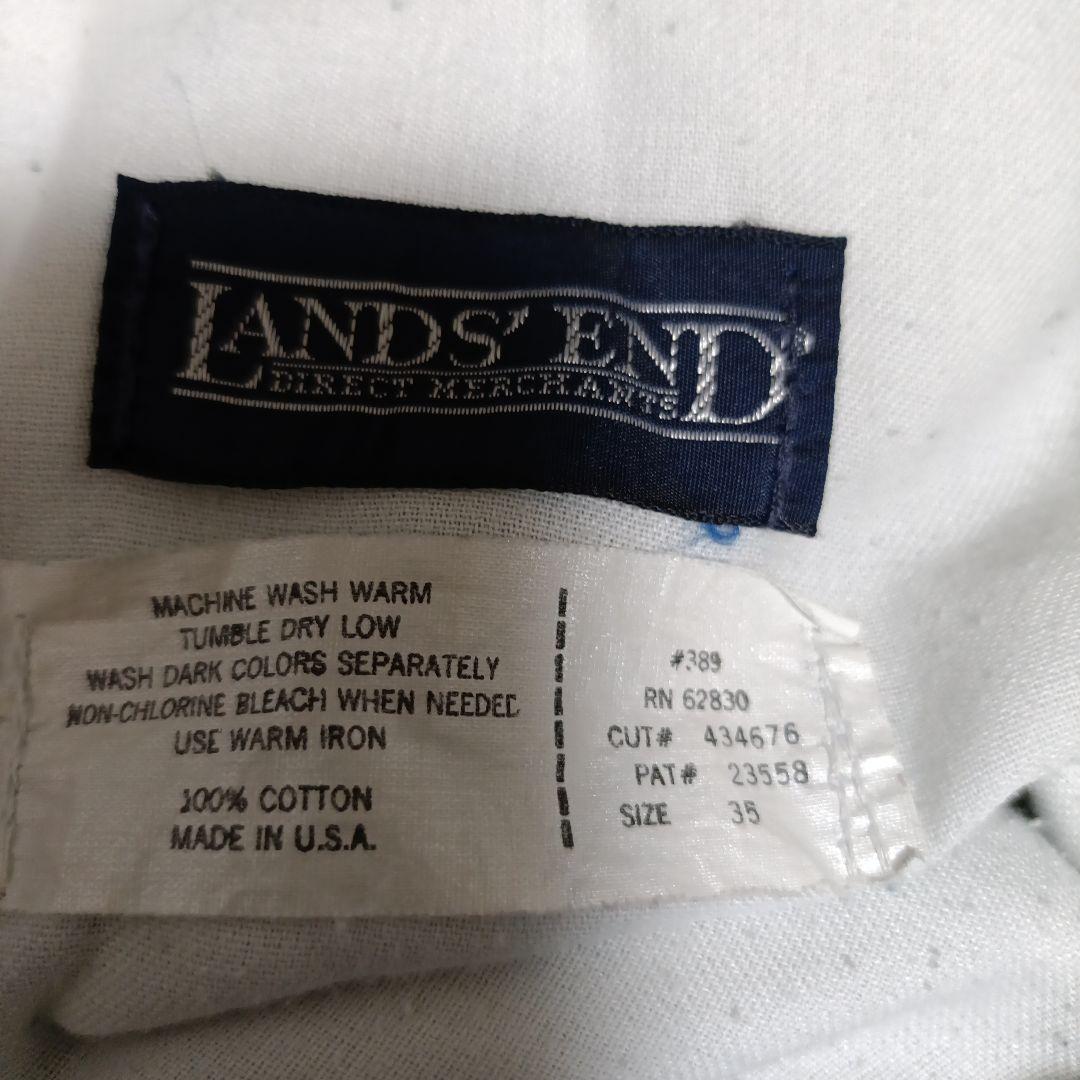 LANDS' END®
DIRECT MERCHANTS
MACHINE WASH WARM
TUMBLE DRY LOW
WASH DARK COLORS SEPARATELY
NON-CHLORINE BLEACH WHEN NEEDED
USE WARM IRON
100% COTTON
MADE IN U.S.A.
#389
RN 62830
CUT# 434676
PAT# 23558
SIZE 35